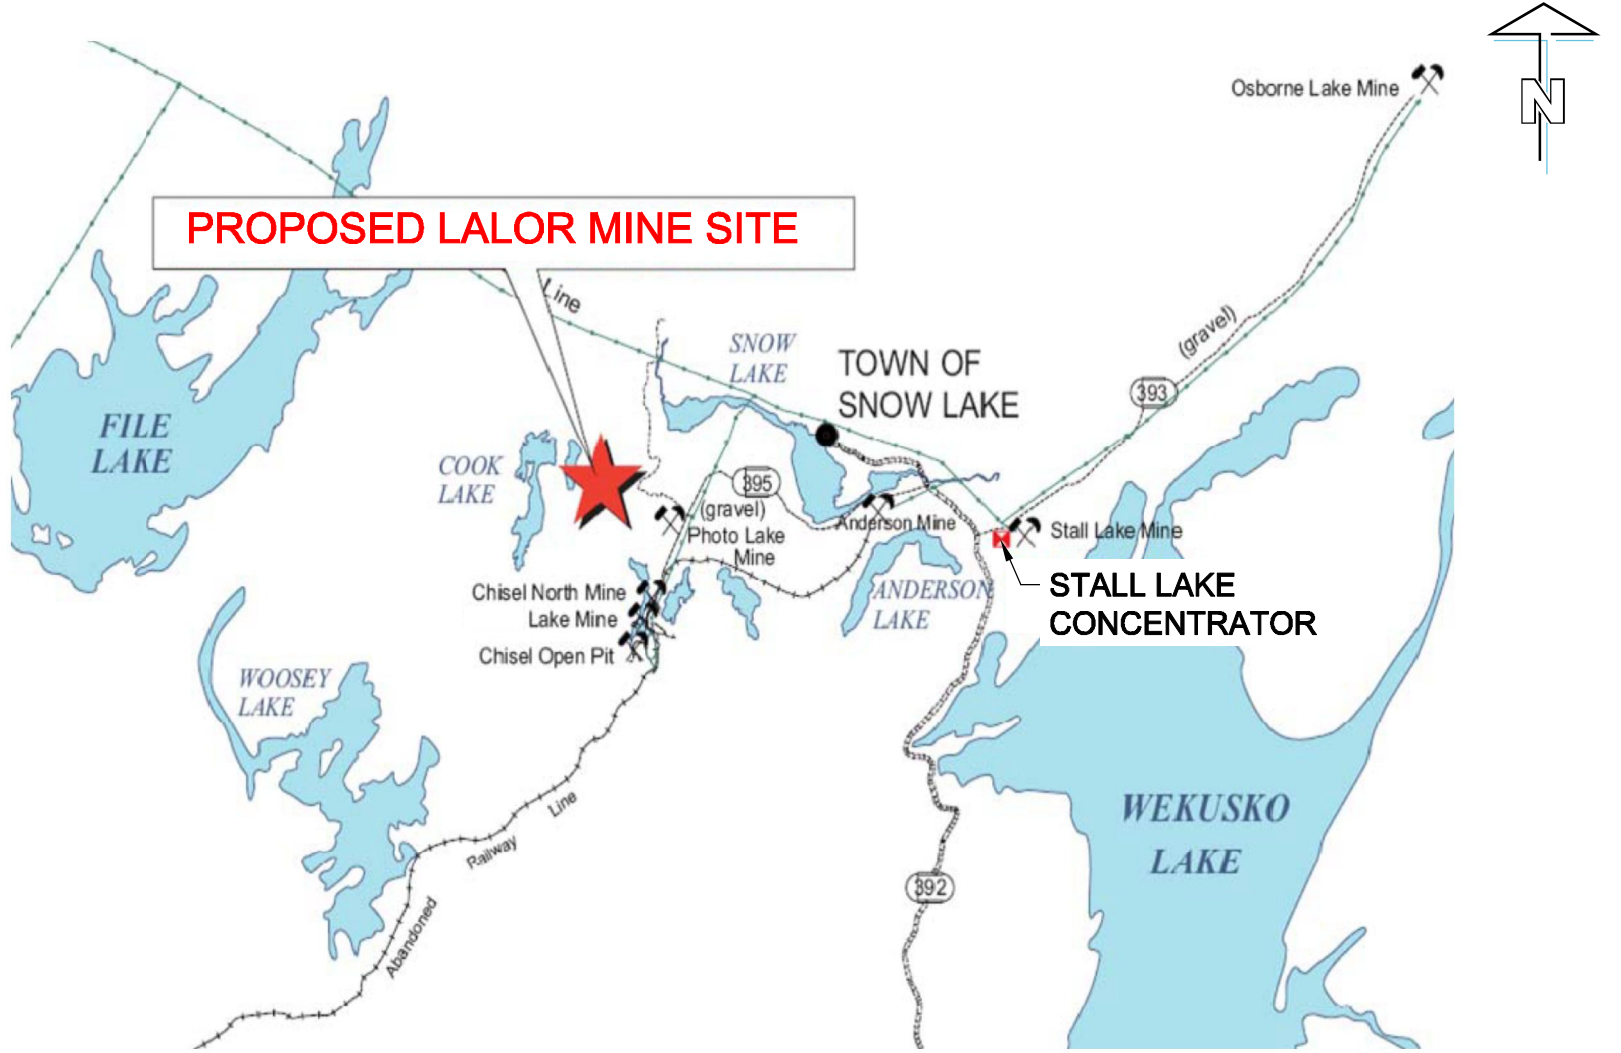 N
Osborne Lake Mine
PROPOSED LALOR MINE SITE
Line
(gravel)
SNOW
LAKE
TOWN OF
SNOW LAKE
393
FILE
LAKE
COOK
LAKE
395
(gravel)
Photo Lake
Mine
Anderson Mine
Stall Lake Mine
STALL LAKE
CONCENTRATOR
Chisel North Mine
Lake Mine
Chisel Open Pit
ANDERSON
LAKE
WOOSEY
LAKE
WEKUSKO
LAKE
392
Abandoned
Railway
Line